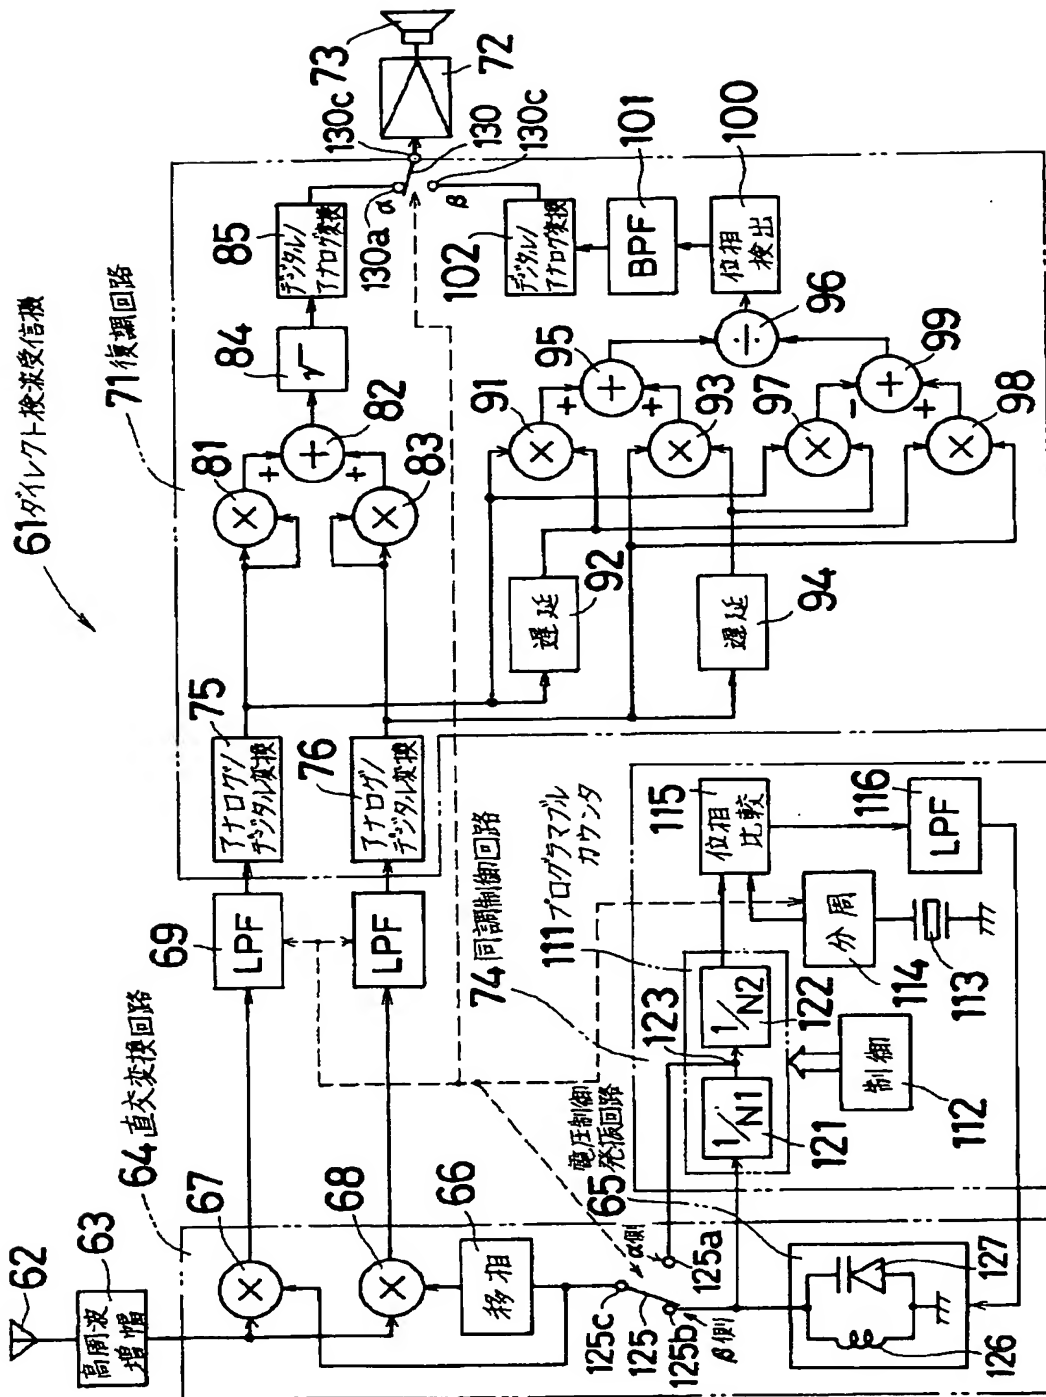 61ダイレクト検波受信機
62
63
高周波
増幅
64直交変換回路
67
68
66
移相
69
LPF
LPF
71復調回路
75
アナログ/
デジタル変換
76
アナログ/
デジタル変換
81
×
+
82
+
+
83
×
84
√
85
デジタル/
アナログ変換
130a
α
130c
130
β
130c
72
73
102
デジタル/
アナログ変換
101
BPF
100
位相
検出
92
遅延
94
遅延
91
×
+
95
+
+
93
×
96
÷
97
×
-
99
+
+
98
×
74同調制御回路
111プログラマブル
カウンタ
115
位相
比較
116
LPF
分周
114
113
123
1/N1
121
1/N2
122
制御
112
電圧制御
発振回路
65
α側
125c
125
125a
125b
β側
126
127